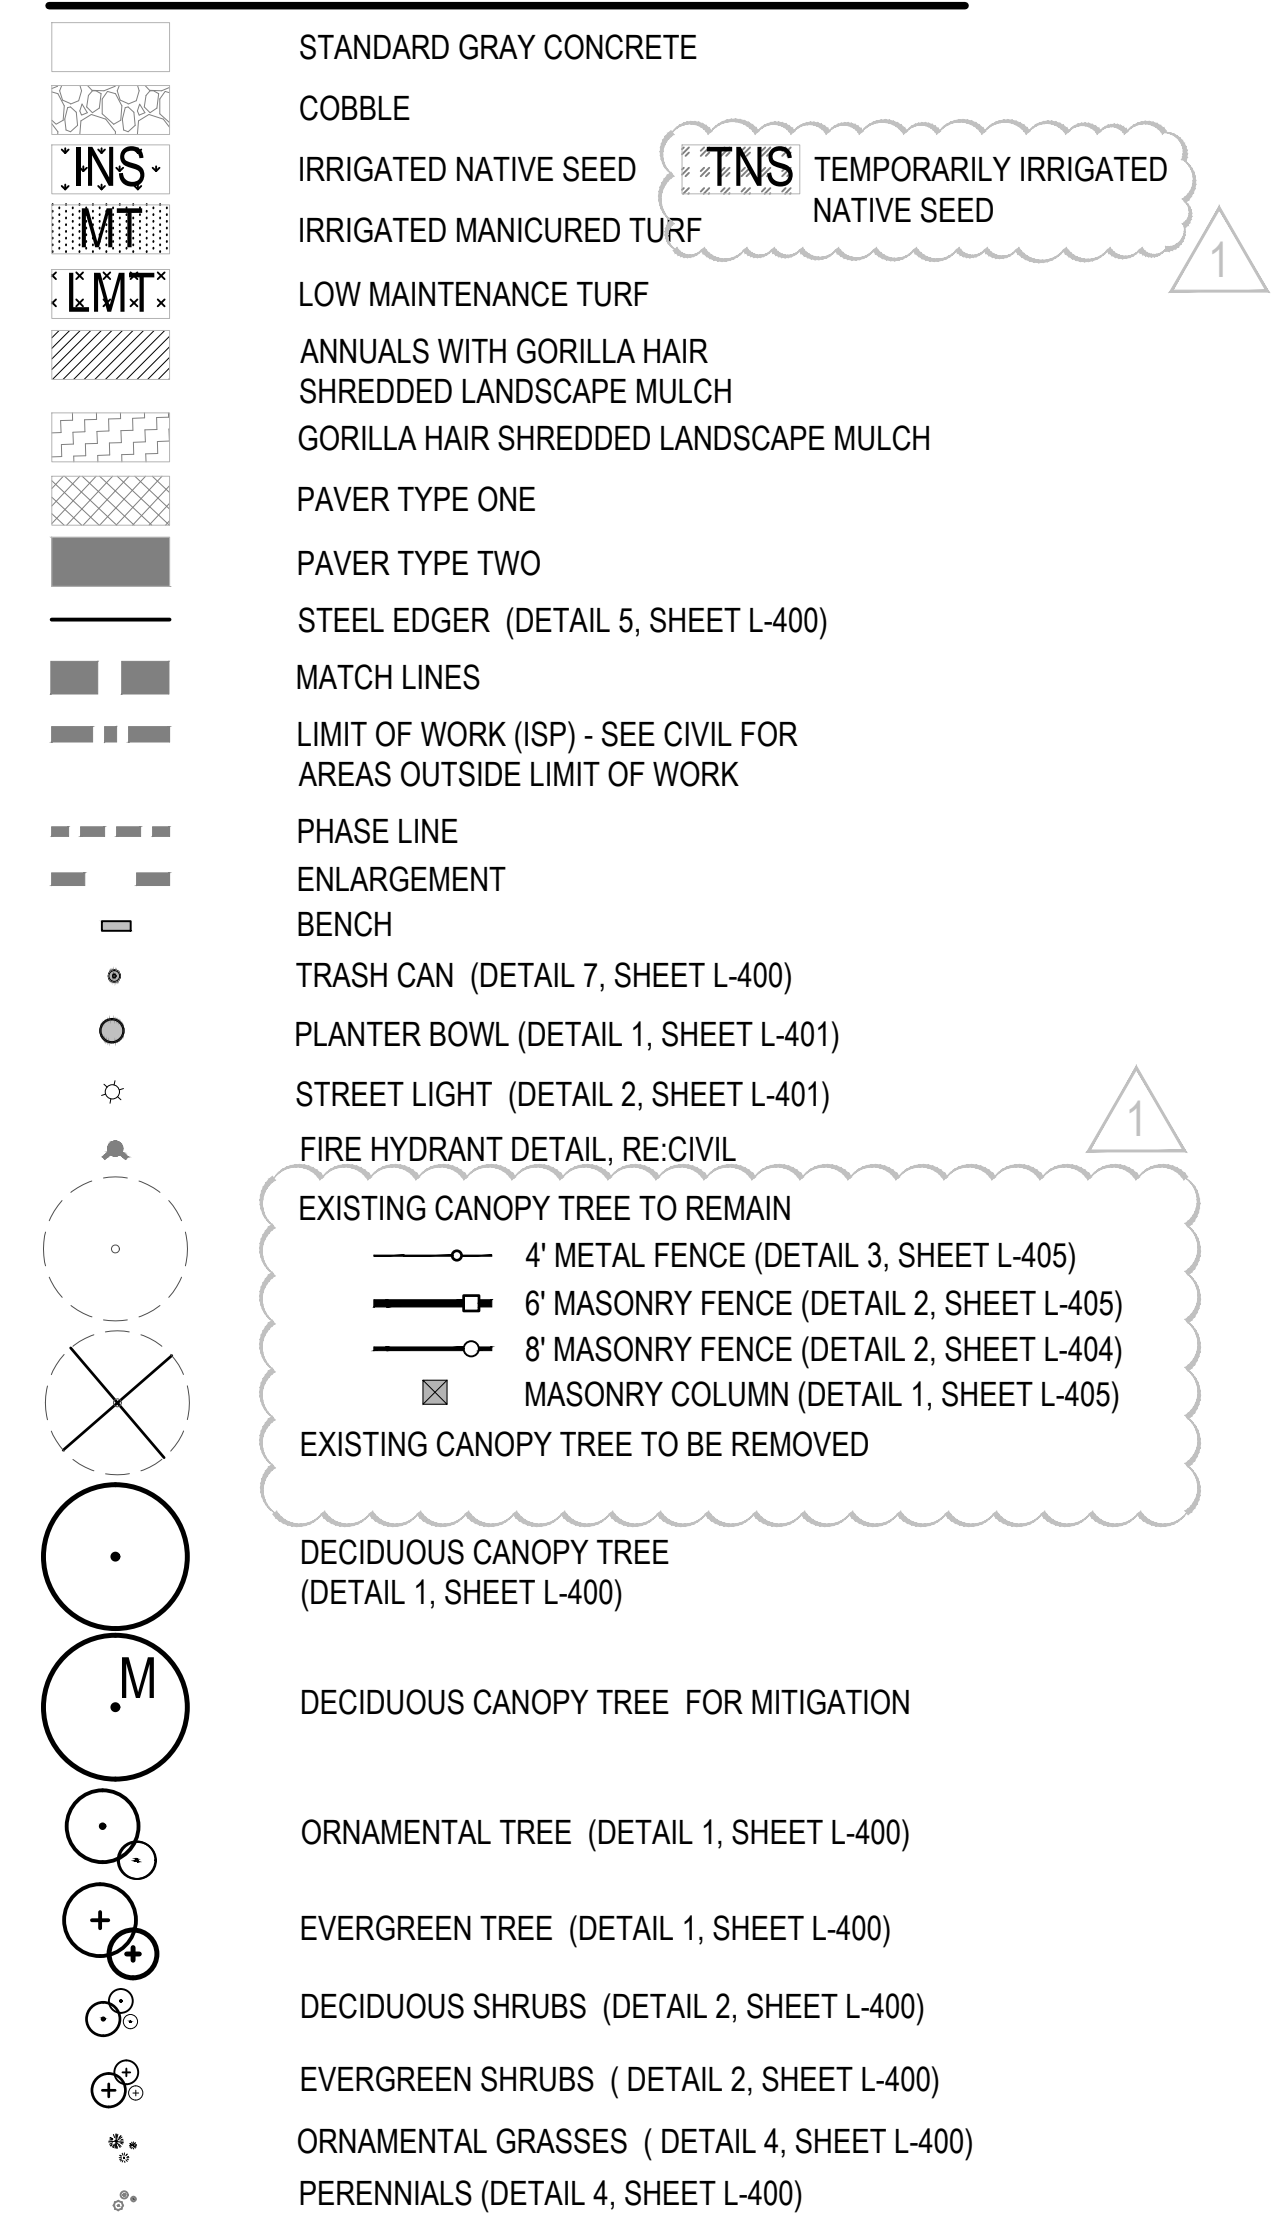 STANDARD GRAY CONCRETE
COBBLE
INS IRRIGATED NATIVE SEED
TNS TEMPORARILY IRRIGATED
NATIVE SEED
1
MT IRRIGATED MANICURED TURF
LMT LOW MAINTENANCE TURF
ANNUALS WITH GORILLA HAIR
SHREDDED LANDSCAPE MULCH
GORILLA HAIR SHREDDED LANDSCAPE MULCH
PAVER TYPE ONE
PAVER TYPE TWO
STEEL EDGER (DETAIL 5, SHEET L-400)
MATCH LINES
LIMIT OF WORK (ISP) - SEE CIVIL FOR
AREAS OUTSIDE LIMIT OF WORK
PHASE LINE
ENLARGEMENT
BENCH
TRASH CAN (DETAIL 7, SHEET L-400)
PLANTER BOWL (DETAIL 1, SHEET L-401)
STREET LIGHT (DETAIL 2, SHEET L-401)
1
FIRE HYDRANT DETAIL, RE:CIVIL
EXISTING CANOPY TREE TO REMAIN
4' METAL FENCE (DETAIL 3, SHEET L-405)
6' MASONRY FENCE (DETAIL 2, SHEET L-405)
8' MASONRY FENCE (DETAIL 2, SHEET L-404)
MASONRY COLUMN (DETAIL 1, SHEET L-405)
EXISTING CANOPY TREE TO BE REMOVED
DECIDUOUS CANOPY TREE
(DETAIL 1, SHEET L-400)
M DECIDUOUS CANOPY TREE FOR MITIGATION
ORNAMENTAL TREE (DETAIL 1, SHEET L-400)
EVERGREEN TREE (DETAIL 1, SHEET L-400)
DECIDUOUS SHRUBS (DETAIL 2, SHEET L-400)
EVERGREEN SHRUBS ( DETAIL 2, SHEET L-400)
ORNAMENTAL GRASSES ( DETAIL 4, SHEET L-400)
PERENNIALS (DETAIL 4, SHEET L-400)